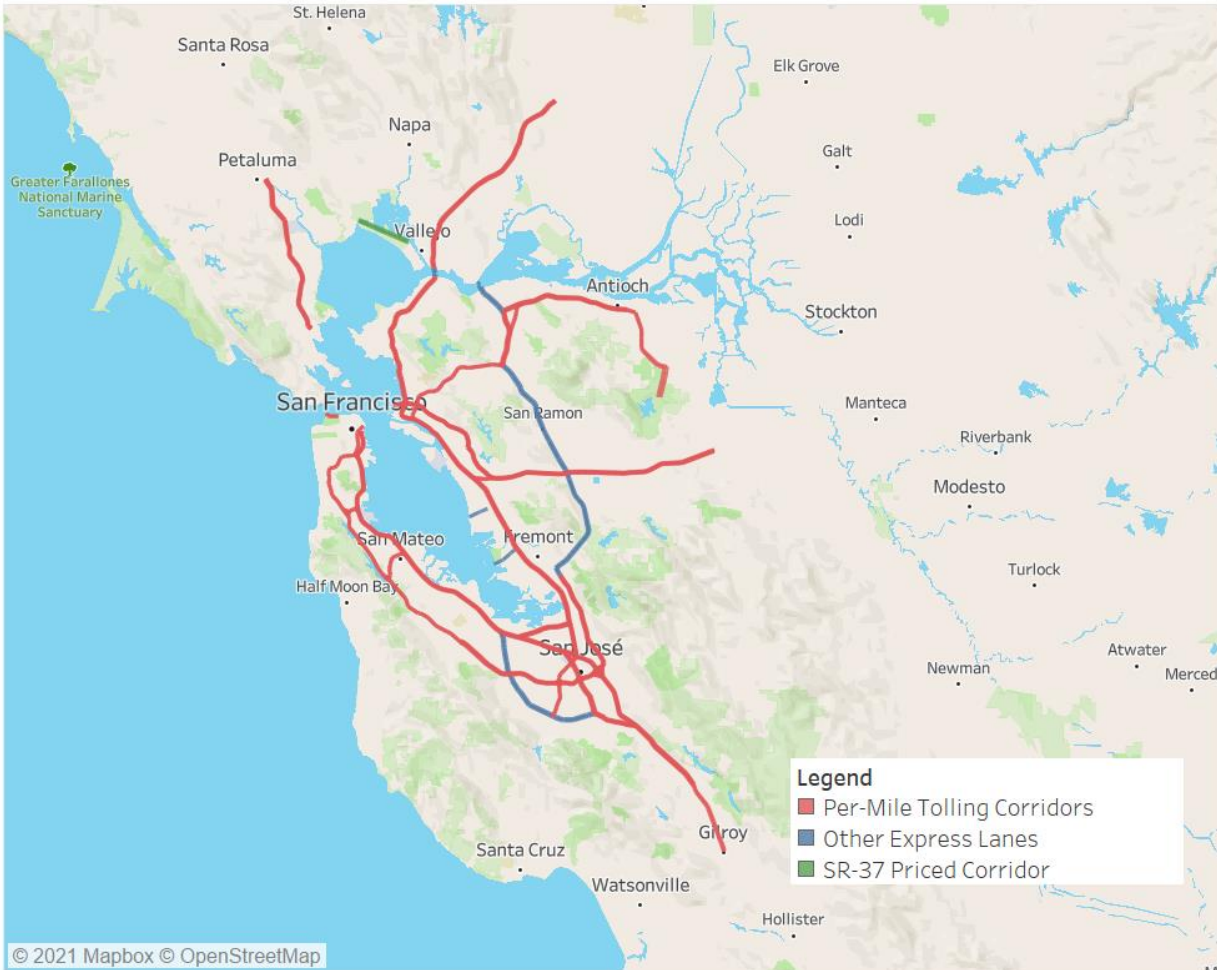 St. Helena
Santa Rosa
Elk Grove
Napa
Galt
Petaluma
Greater Farallones
National Marine
Sanctuary
Lodi
Vallejo
Antioch
Stockton
San Francisco
San Ramon
Manteca
Riverbank
Modesto
San Mateo
Fremont
Turlock
Half Moon Bay
San José
Atwater
Newman
Merced
Legend
Per-Mile Tolling Corridors
Other Express Lanes
SR-37 Priced Corridor
Gilroy
Santa Cruz
Watsonville
Hollister
© 2021 Mapbox © OpenStreetMap